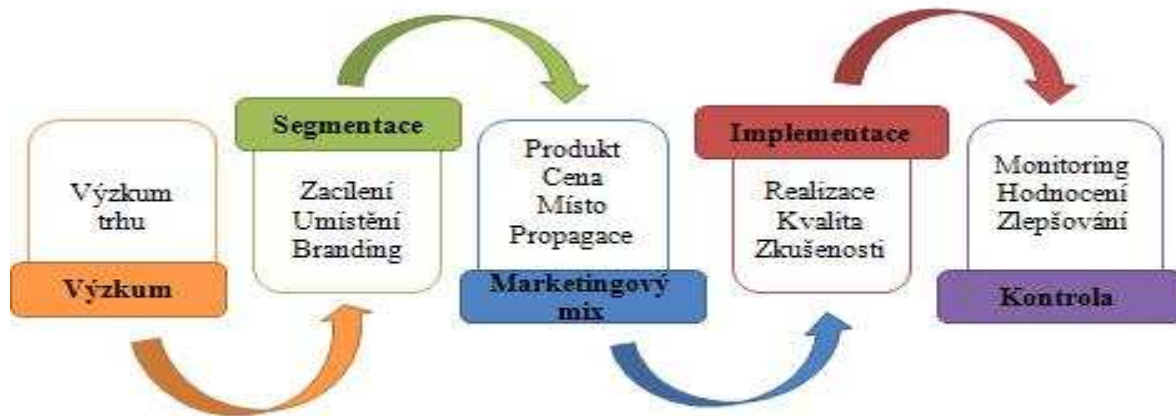 Výzkum
trhu
Výzkum
Segmentace
Zacílení
Umístění
Branding
Produkt
Cena
Místo
Propagace
Marketingový
mix
Implementace
Realizace
Kvalita
Zkušenosti
Monitoring
Hodnocení
Zlepšování
Kontrola